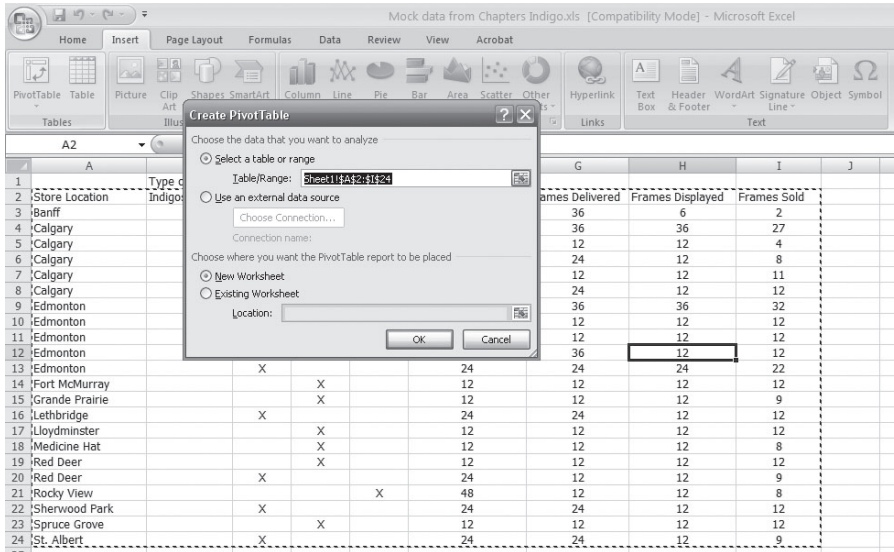 Mock data from Chapters Indigo.xls [Compatibility Mode] - Microsoft Excel
Home Insert Page Layout Formulas Data Review View Acrobat
PivotTable Table Picture Clip Art Shapes SmartArt Column Line Pie Bar Area Scatter Other Hyperlink Text Box Header & Footer WordArt Signature Line Object Symbol
Tables Links Text
A2
Create PivotTable
Choose the data that you want to analyze
Select a table or range
Table/Range: Sheet1!$A$2:$I$24
Use an external data source
Choose Connection...
Connection name:
Choose where you want the PivotTable report to be placed
New Worksheet
Existing Worksheet
Location:
OK Cancel
A G H I J
1 Type
2 Store Location Frames Displayed Frames Sold
3 Banff 36 6 2
4 Calgary 36 36 27
5 Calgary 12 12 4
6 Calgary 24 12 8
7 Calgary 12 12 11
8 Calgary 24 12 12
9 Edmonton 36 36 32
10 Edmonton 12 12 12
11 Edmonton 12 12 12
12 Edmonton 36 12 12
13 Edmonton X 24 24 24 22
14 Fort McMurray X 12 12 12 12
15 Grande Prairie X 12 12 12 9
16 Lethbridge X 24 24 12 12
17 Lloydminster X 12 12 12 12
18 Medicine Hat X 12 12 12 8
19 Red Deer X 12 12 12 12
20 Red Deer X 24 12 12 9
21 Rocky View X 48 12 12 8
22 Sherwood Park X 24 24 12 12
23 Spruce Grove X 12 12 12 12
24 St. Albert X 24 24 12 9